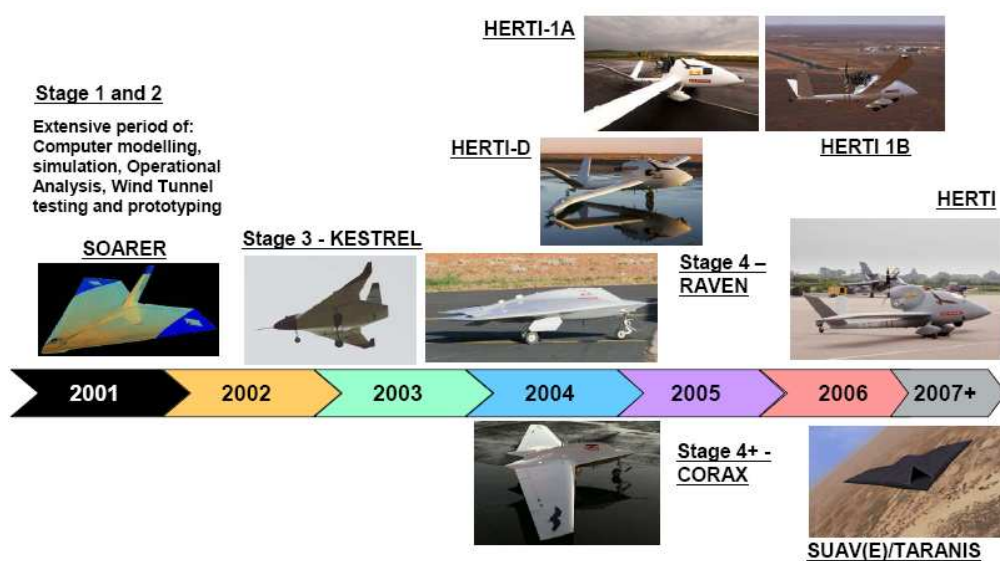 HERTI-1A
Stage 1 and 2
Extensive period of:
Computer modelling,
simulation, Operational
Analysis, Wind Tunnel
testing and prototyping
HERTI-D
HERTI 1B
HERTI
SOARER
Stage 3 - KESTREL
Stage 4 –
RAVEN
2001
2002
2003
2004
2005
2006
2007+
Stage 4+ -
CORAX
SUAV(E)/TARANIS